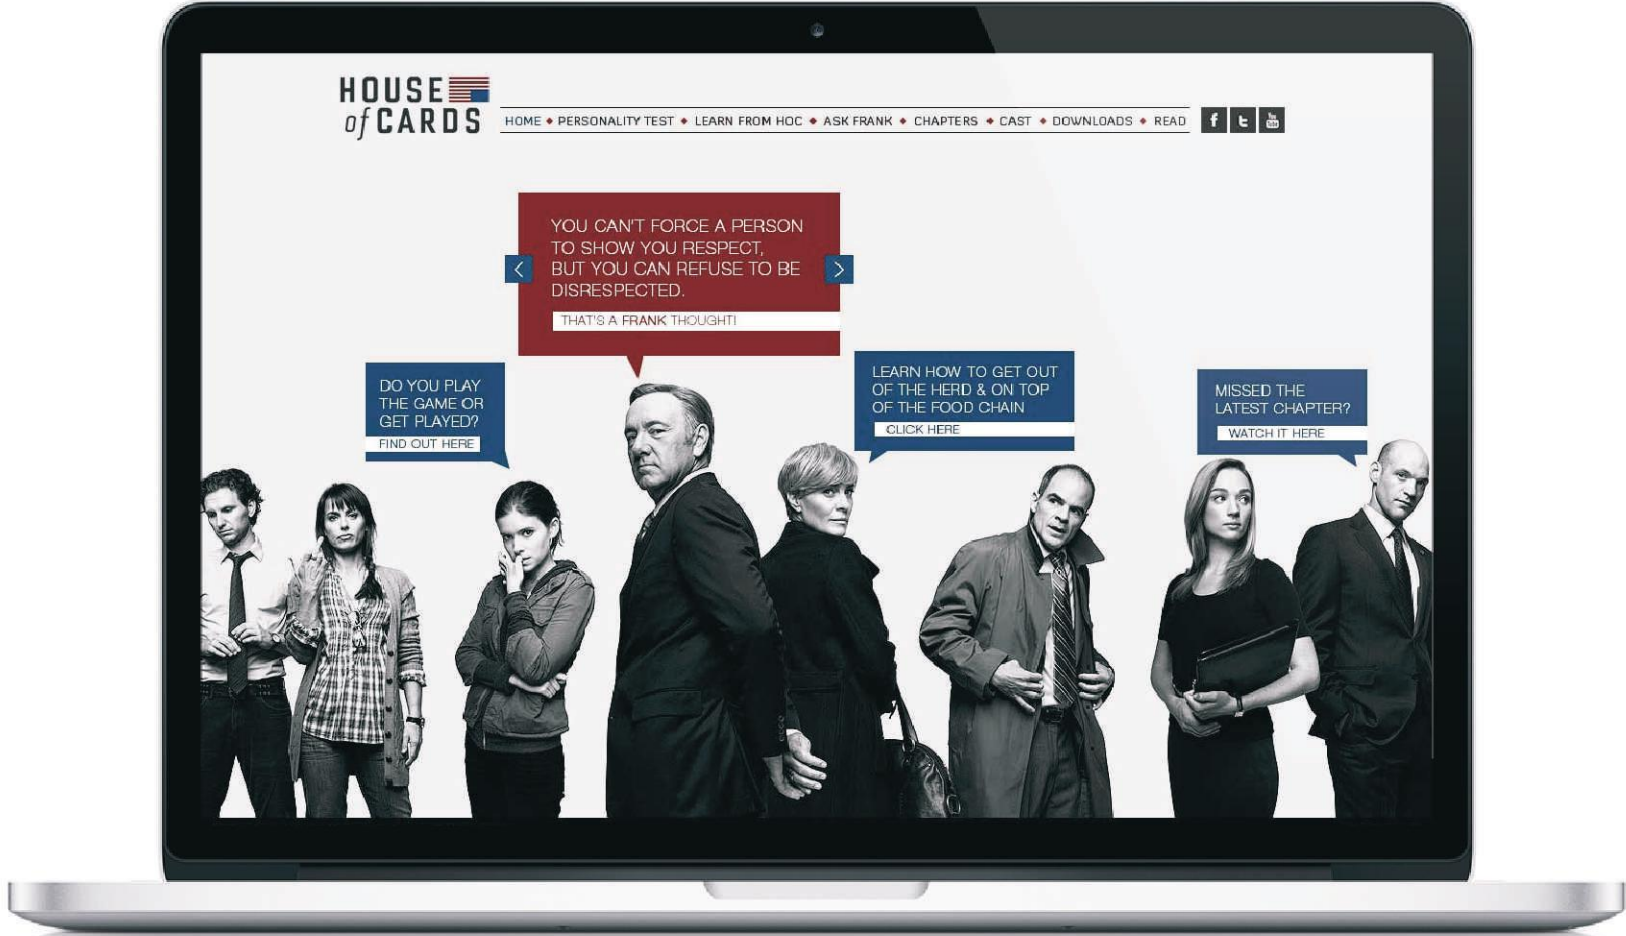 HOUSE
of CARDS
HOME ♦ PERSONALITY TEST ♦ LEARN FROM HOC ♦ ASK FRANK ♦ CHAPTERS ♦ CAST ♦ DOWNLOADS ♦ READ
f t You Tube
YOU CAN'T FORCE A PERSON
TO SHOW YOU RESPECT,
BUT YOU CAN REFUSE TO BE
DISRESPECTED.
THAT'S A FRANK THOUGHT!
DO YOU PLAY
THE GAME OR
GET PLAYED?
FIND OUT HERE
LEARN HOW TO GET OUT
OF THE HERD & ON TOP
OF THE FOOD CHAIN
CLICK HERE
MISSED THE
LATEST CHAPTER?
WATCH IT HERE